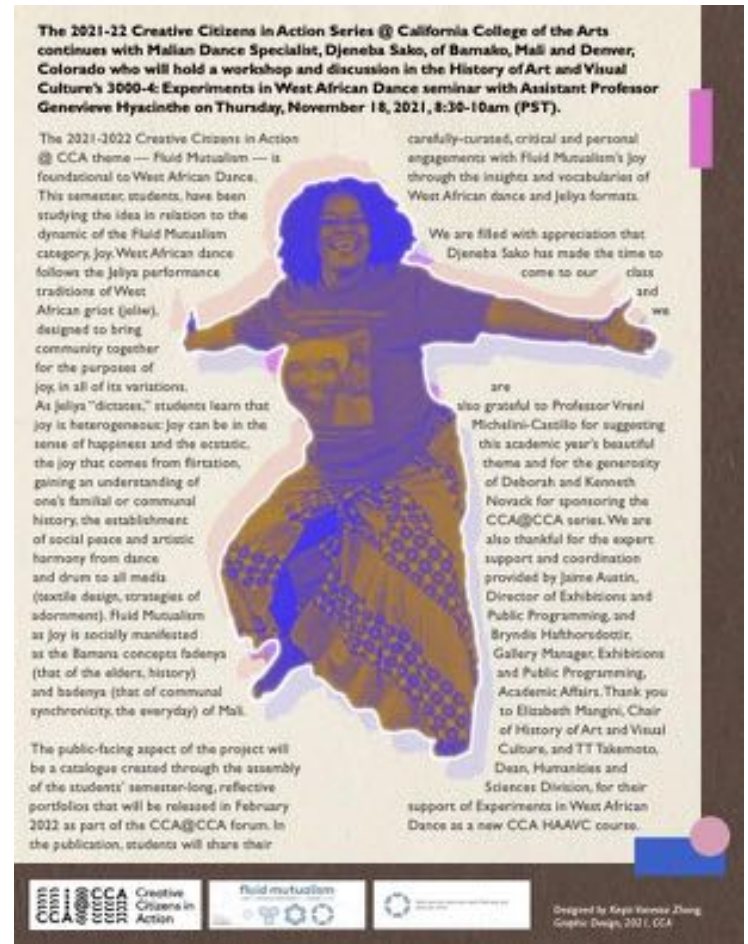 The 2021-22 Creative Citizens in Action Series @ California College of the Arts
continues with Malian Dance Specialist, Djeneba Sako, of Bamako, Mali and Denver,
Colorado who will hold a workshop and discussion in the History of Art and Visual
Culture's 3000-4: Experiments in West African Dance seminar with Assistant Professor
Genevieve Hyacinthe on Thursday, November 18, 2021, 8:30-10am (PST).
The 2021-2022 Creative Citizens in Action
@ CCA theme — Fluid Mutualism — is
foundational to West African Dance.
This semester, students, have been
studying the idea in relation to the
dynamic of the Fluid Mutualism
category, Joy. West African dance
follows the Jeliya performance
traditions of West
African griot (jeliw),
designed to bring
community together
for the purposes of
joy, in all of its variations.
As Jeliya "dictates," students learn that
joy is heterogeneous: Joy can be in the
sense of happiness and the ecstatic,
the joy that comes from flirtation,
gaining an understanding of
one's familial or communal
history, the establishment
of social peace and artistic
harmony from dance
and drum to all media
(textile design, strategies of
adornment). Fluid Mutualism
as Joy is socially manifested
as the Bamana concepts fadenya
(that of the elders, history)
and badenya (that of communal
synchronicity, the everyday) of Mali.
The public-facing aspect of the project will
be a catalogue created through the assembly
of the students' semester-long, reflective
portfolios that will be released in February
2022 as part of the CCA@CCA forum. In
the publication, students will share their
carefully-curated, critical and personal
engagements with Fluid Mutualism's Joy
through the insights and vocabularies of
West African dance and Jeliya formats.
We are filled with appreciation that
Djeneba Sako has made the time to
come to our class
and
we
are
also grateful to Professor Vreni
Michelini-Castillo for suggesting
this academic year's beautiful
theme and for the generosity
of Deborah and Kenneth
Novack for sponsoring the
CCA@CCA series. We are
also thankful for the expert
support and coordination
provided by Jaime Austin,
Director of Exhibitions and
Public Programming, and
Bryndis Hafthorsdottir,
Gallery Manager, Exhibitions
and Public Programming,
Academic Affairs. Thank you
to Elizabeth Mangini, Chair
of History of Art and Visual
Culture, and TT Takemoto,
Dean, Humanities and
Sciences Division, for their
support of Experiments in West African
Dance as a new CCA HAAVC course.
CCA@CCA
Creative
Citizens in
Action
fluid mutualism
Designed by Vanessa Zhang
Graphic Design, 2021, CCA